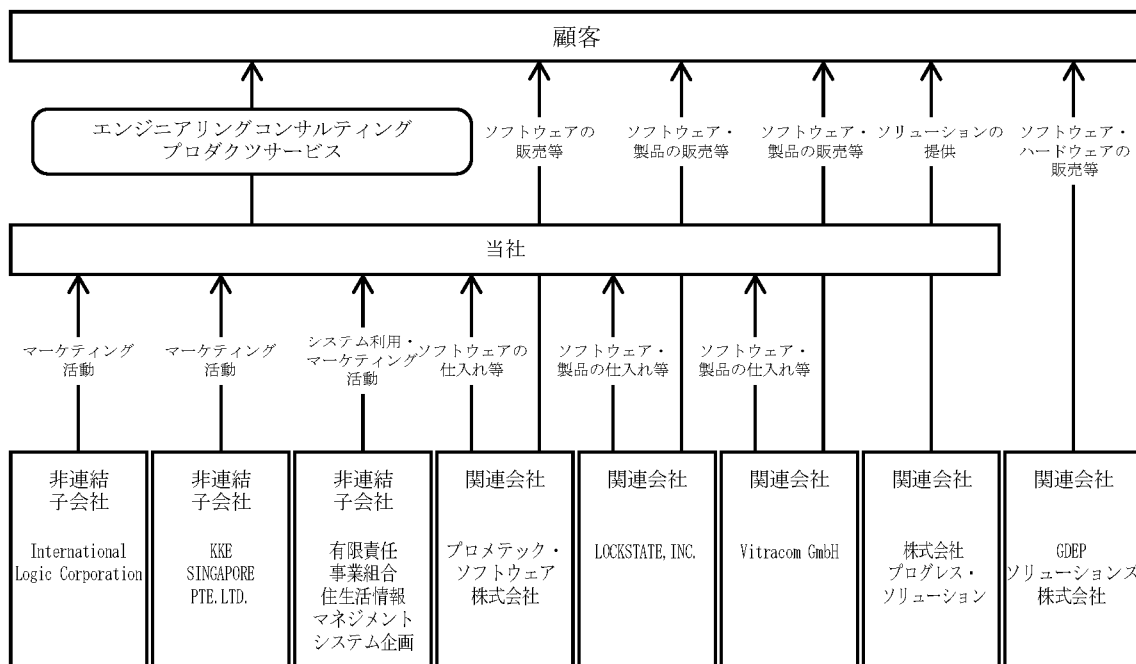 顧客
エンジニアリングコンサルティング
プロダクツサービス
ソフトウェアの
販売等
ソフトウェア・
製品の販売等
ソフトウェア・
製品の販売等
ソリューションの
提供
ソフトウェア・
ハードウェアの
販売等
当社
マーケティング
活動
マーケティング
活動
システム利用・
マーケティング
活動
ソフトウェアの
仕入れ等
ソフトウェア・
製品の仕入れ等
ソフトウェア・
製品の仕入れ等
非連結
子会社
International
Logic Corporation
非連結
子会社
KKE
SINGAPORE
PTE.LTD.
非連結
子会社
有限責任
事業組合
住生活情報
マネジメント
システム企画
関連会社
プロメテック・
ソフトウェア
株式会社
関連会社
LOCKSTATE,INC.
関連会社
Vitracom GmbH
関連会社
株式会社
プログレス・
ソリューション
関連会社
GDEP
ソリューションズ
株式会社